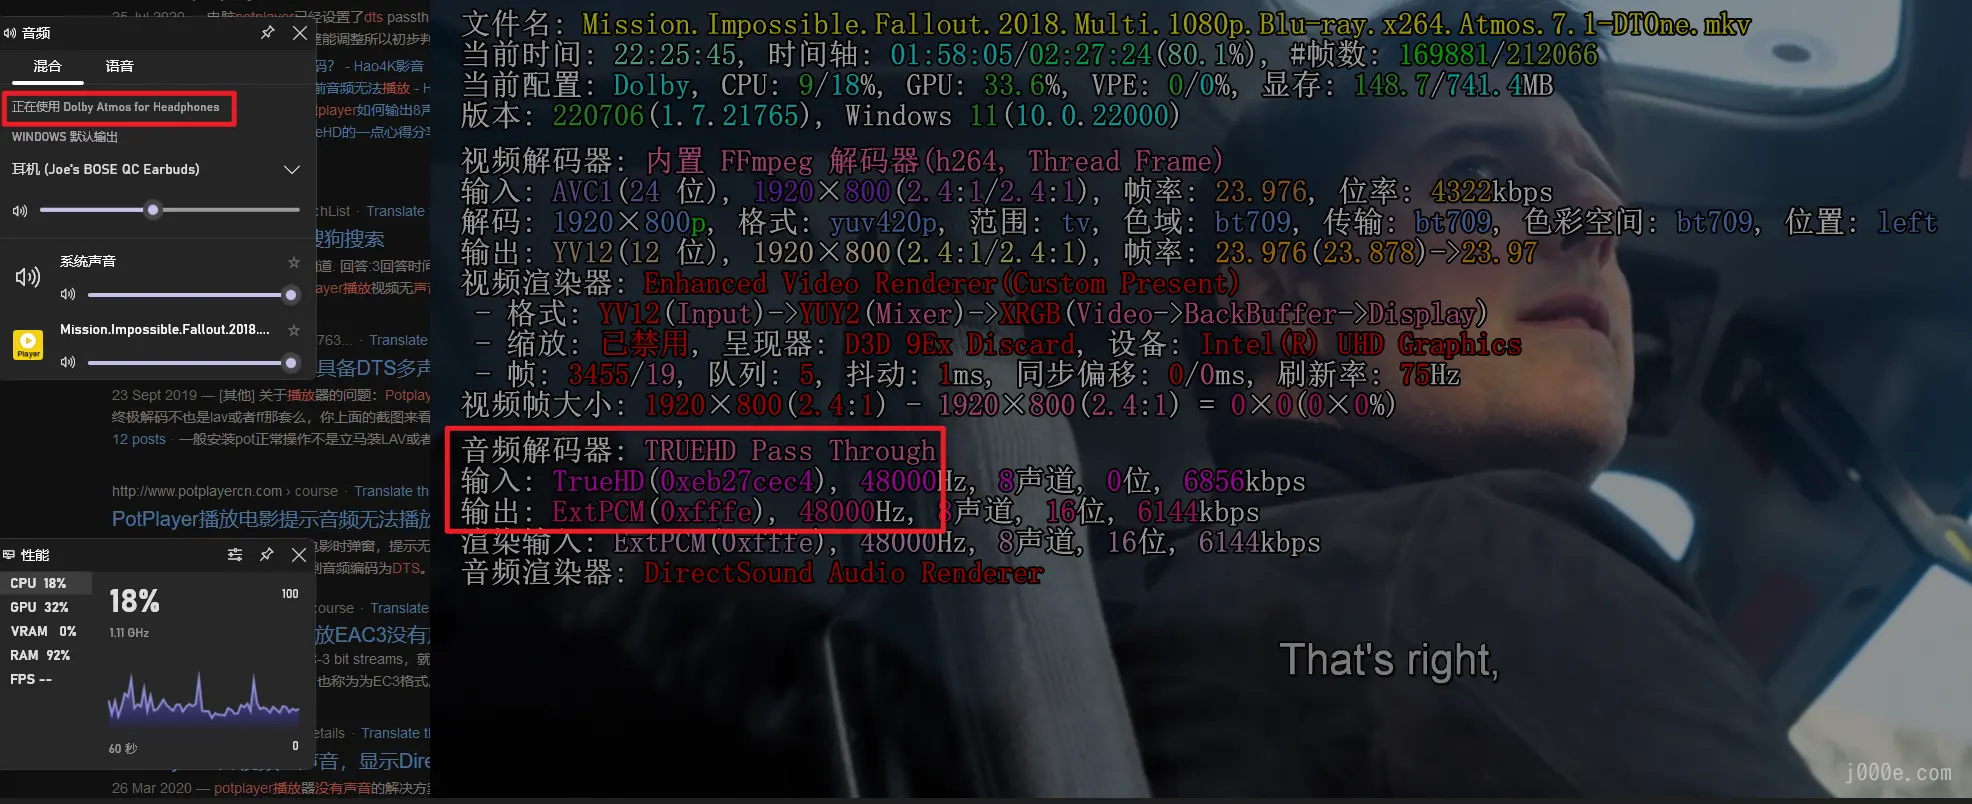 25 Jul 2020 — 电脑potplayer已经设置了dts passth
音频
混合 语音
正在使用 Dolby Atmos for Headphones
WINDOWS 默认输出
耳机 (Joe's BOSE QC Earbuds)
系统声音
Mission.Impossible.Fallout.2018....
Player
整能调整所以初步判
码? - Hao4K影音
前音频无法播放 - H
tplayer如何输出8声
eHD的一点心得分享
chList · Translate t
搜狗搜索
回答:3回答时间
ayer播放视频无声音
763... · Translate
具备DTS多声
23 Sept 2019 — [其他] 关于播放器的问题: Potplay
终极解码不也是lav或者ff那套么, 你上面的截图来看
12 posts · 一般安装pot正常操作不是立马装LAV或者
http://www.potplayercn.com › course · Translate th
PotPlayer播放电影提示音频无法播放
性能
CPU 18%
GPU 32%
VRAM 0%
RAM 92%
FPS --
18%
1.11 GHz
100
60 秒
0
电影时弹窗, 提示无
到音频编码为DTS。
course · Translate th
放EAC3没有声
-3 bit streams, 就
也称为为EC3格式。
etails · Translate th
声音, 显示Dire
26 Mar 2020 — potplayer播放器没有声音的解决方案
文件名: Mission.Impossible.Fallout.2018.Multi.1080p.Blu-ray.x264.Atmos.7.1-DTOne.mkv
当前时间: 22:25:45, 时间轴: 01:58:05/02:27:24(80.1%), #帧数: 169881/212066
当前配置: Dolby, CPU: 9/18%, GPU: 33.6%, VPE: 0/0%, 显存: 148.7/741.4MB
版本: 220706(1.7.21765), Windows 11(10.0.22000)
视频解码器: 内置 FFmpeg 解码器(h264, Thread Frame)
输入: AVC1(24 位), 1920×800(2.4:1/2.4:1), 帧率: 23.976, 位率: 4322kbps
解码: 1920×800p, 格式: yuv420p, 范围: tv, 色域: bt709, 传输: bt709, 色彩空间: bt709, 位置: left
输出: YV12(12 位), 1920×800(2.4:1/2.4:1), 帧率: 23.976(23.878)->23.97
视频渲染器: Enhanced Video Renderer(Custom Present)
- 格式: YV12(Input)->YUY2(Mixer)->XRGB(Video->BackBuffer->Display)
- 缩放: 已禁用, 呈现器: D3D 9Ex Discard, 设备: Intel(R) UHD Graphics
- 帧: 3455/19, 队列: 5, 抖动: 1ms, 同步偏移: 0/0ms, 刷新率: 75Hz
视频帧大小: 1920×800(2.4:1) - 1920×800(2.4:1) = 0×0(0×0%)
音频解码器: TRUEHD Pass Through
输入: TrueHD(0xeb27cec4), 48000Hz, 8声道, 0位, 6856kbps
输出: ExtPCM(0xfffe), 48000Hz, 8声道, 16位, 6144kbps
渲染输入: ExtPCM(0xfffe), 48000Hz, 8声道, 16位, 6144kbps
音频渲染器: DirectSound Audio Renderer
That's right,
j000e.com